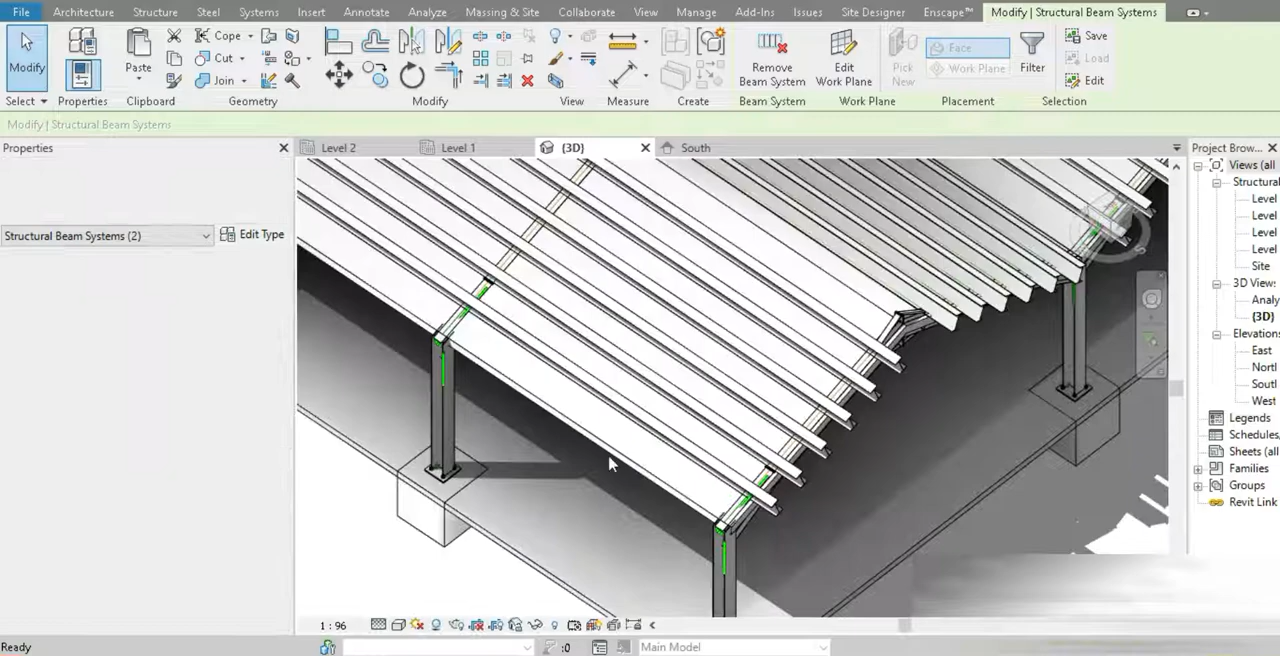 File Architecture Structure Steel Systems Insert Annotate Analyze Massing & Site Collaborate View Manage Add-Ins Issues Site Designer Enscape™ Modify | Structural Beam Systems
Modify
Paste
Cope
Cut
Join
Remove
Beam System
Edit
Work Plane
Pick
New
Face
Work Plane
Filter
Save
Load
Edit
Select Properties Clipboard Geometry Modify View Measure Create Beam System Work Plane Placement Selection
Modify | Structural Beam Systems
Properties
Level 2 Level 1 {3D} South
Project Brow...
Structural Beam Systems (2)
Edit Type
S
Views (all
Structural
Level
Level
Level
Level
Site
3D View:
Analy
{3D}
Elevations
East
Nortl
Soutl
West
Legends
Schedules,
Sheets (all
Families
Groups
Revit Link
1 : 96
Ready
:0
Main Model